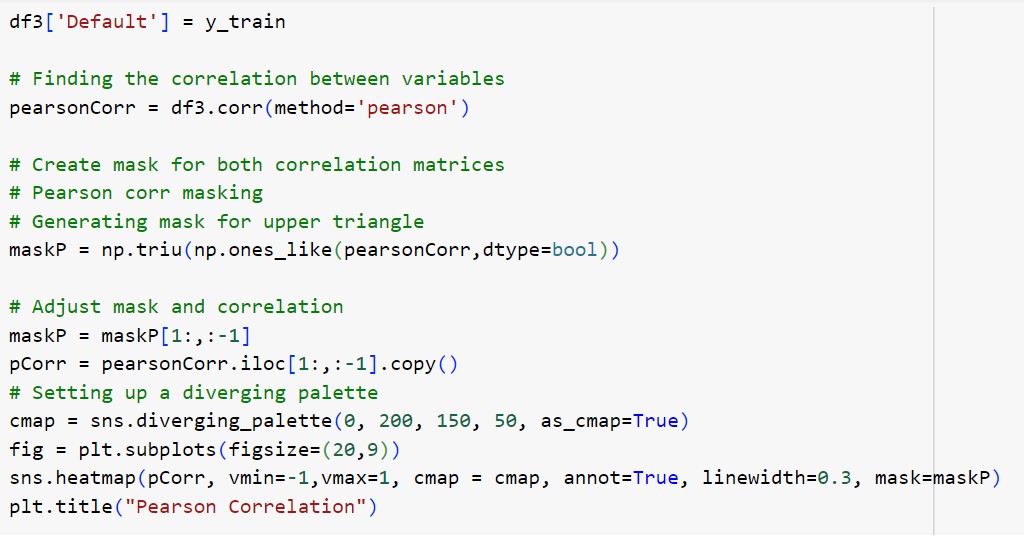 df3['Default'] = y_train
# Finding the correlation between variables
pearsonCorr = df3.corr(method='pearson')
# Create mask for both correlation matrices
# Pearson corr masking
# Generating mask for upper triangle
maskP = np.triu(np.ones_like(pearsonCorr,dtype=bool))
# Adjust mask and correlation
maskP = maskP[1:,:-1]
pCorr = pearsonCorr.iloc[1:,:-1].copy()
# Setting up a diverging palette
cmap = sns.diverging_palette(0, 200, 150, 50, as_cmap=True)
fig = plt.subplots(figsize=(20,9))
sns.heatmap(pCorr, vmin=-1,vmax=1, cmap = cmap, annot=True, linewidth=0.3, mask=maskP)
plt.title("Pearson Correlation")